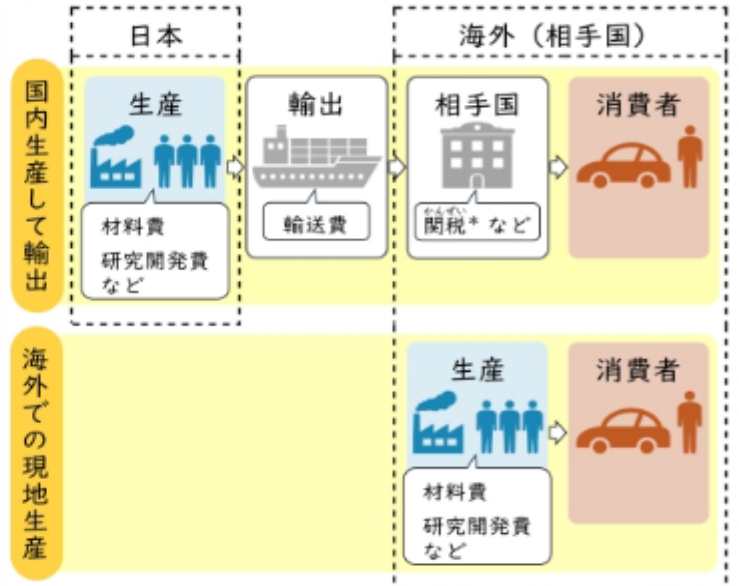 日本
海外（相手国）
国内生産して輸出
生産
輸出
相手国
消費者
材料費
研究開発費
など
輸送費
かんぜい
関税* など
海外での現地生産
生産
消費者
材料費
研究開発費
など